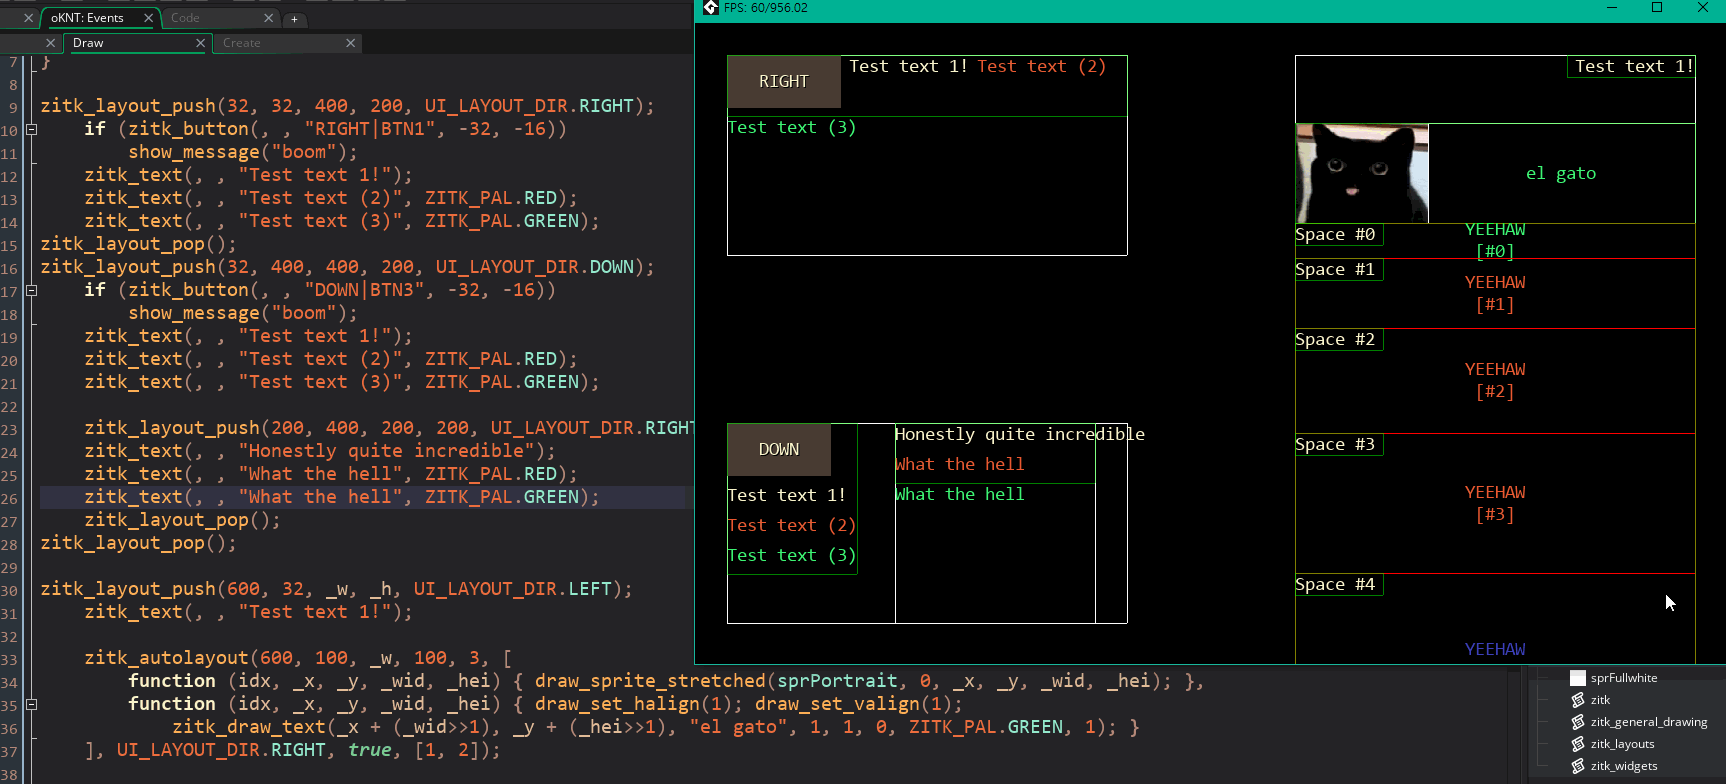 oKNT: Events
Code
+
Draw
Create
7 }
8
9 zitk_layout_push(32, 32, 400, 200, UI_LAYOUT_DIR.RIGHT);
10 if (zitk_button(, , "RIGHT|BTN1", -32, -16))
11 show_message("boom");
12 zitk_text(, , "Test text 1!");
13 zitk_text(, , "Test text (2)", ZITK_PAL.RED);
14 zitk_text(, , "Test text (3)", ZITK_PAL.GREEN);
15 zitk_layout_pop();
16 zitk_layout_push(32, 400, 400, 200, UI_LAYOUT_DIR.DOWN);
17 if (zitk_button(, , "DOWN|BTN3", -32, -16))
18 show_message("boom");
19 zitk_text(, , "Test text 1!");
20 zitk_text(, , "Test text (2)", ZITK_PAL.RED);
21 zitk_text(, , "Test text (3)", ZITK_PAL.GREEN);
22
23 zitk_layout_push(200, 400, 200, 200, UI_LAYOUT_DIR.RIGHT
24 zitk_text(, , "Honestly quite incredible");
25 zitk_text(, , "What the hell", ZITK_PAL.RED);
26 zitk_text(, , "What the hell", ZITK_PAL.GREEN);
27 zitk_layout_pop();
28 zitk_layout_pop();
29
30 zitk_layout_push(600, 32, _w, _h, UI_LAYOUT_DIR.LEFT);
31 zitk_text(, , "Test text 1!");
32
33 zitk_autolayout(600, 100, _w, 100, 3, [
34 function (idx, _x, _y, _wid, _hei) { draw_sprite_stretched(sprPortrait, 0, _x, _y, _wid, _hei); },
35 function (idx, _x, _y, _wid, _hei) { draw_set_halign(1); draw_set_valign(1);
36 zitk_draw_text(_x + (_wid>>1), _y + (_hei>>1), "el gato", 1, 1, 0, ZITK_PAL.GREEN, 1); }
37 ], UI_LAYOUT_DIR.RIGHT, true, [1, 2]);
38
FPS: 60/956.02
RIGHT
Test text 1! Test text (2)
Test text (3)
DOWN
Test text 1!
Test text (2)
Test text (3)
Honestly quite incredible
What the hell
What the hell
Test text 1!
el gato
Space #0
YEEHAW
[#0]
Space #1
YEEHAW
[#1]
Space #2
YEEHAW
[#2]
Space #3
YEEHAW
[#3]
Space #4
YEEHAW
sprFullwhite
zitk
zitk_general_drawing
zitk_layouts
zitk_widgets